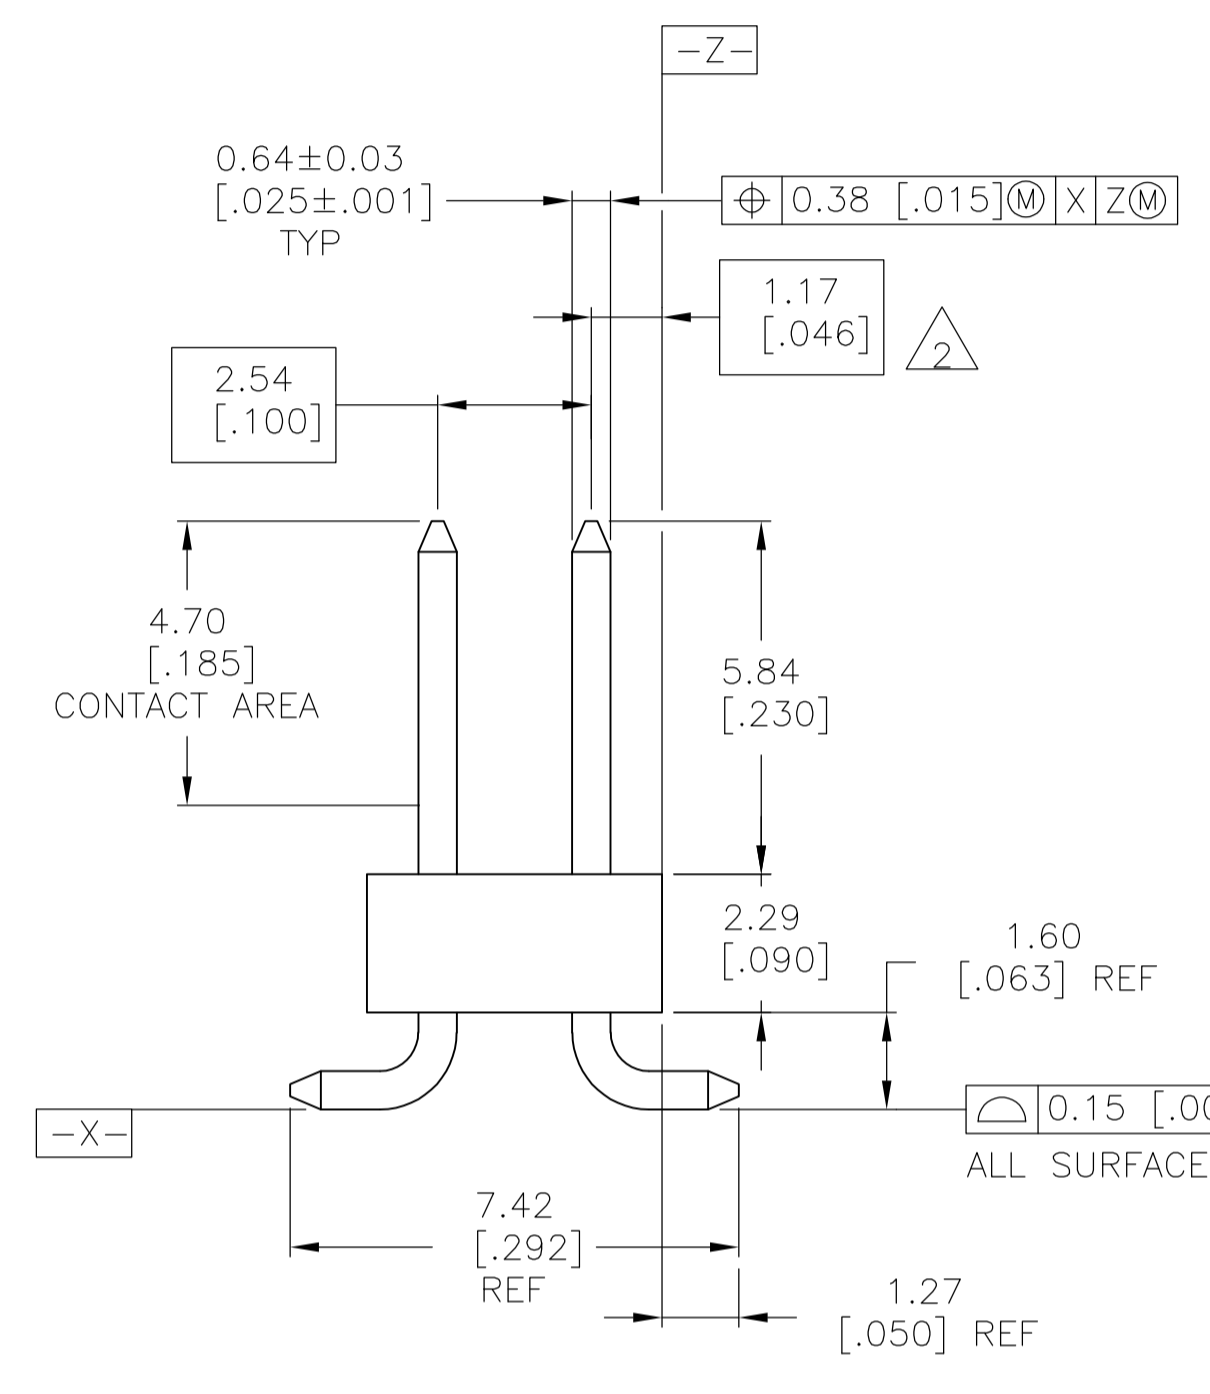 -Z-
0.64±0.03
[.025±.001]
TYP
⌖ 0.38 [.015]Ⓜ X ZⓂ
1.17
[.046]
2
2.54
[.100]
4.70
[.185]
CONTACT AREA
5.84
[.230]
2.29
[.090]
1.60
[.063] REF
-X-
⌓ 0.15
ALL SURFACE
7.42
[.292]
REF
1.27
[.050] REF